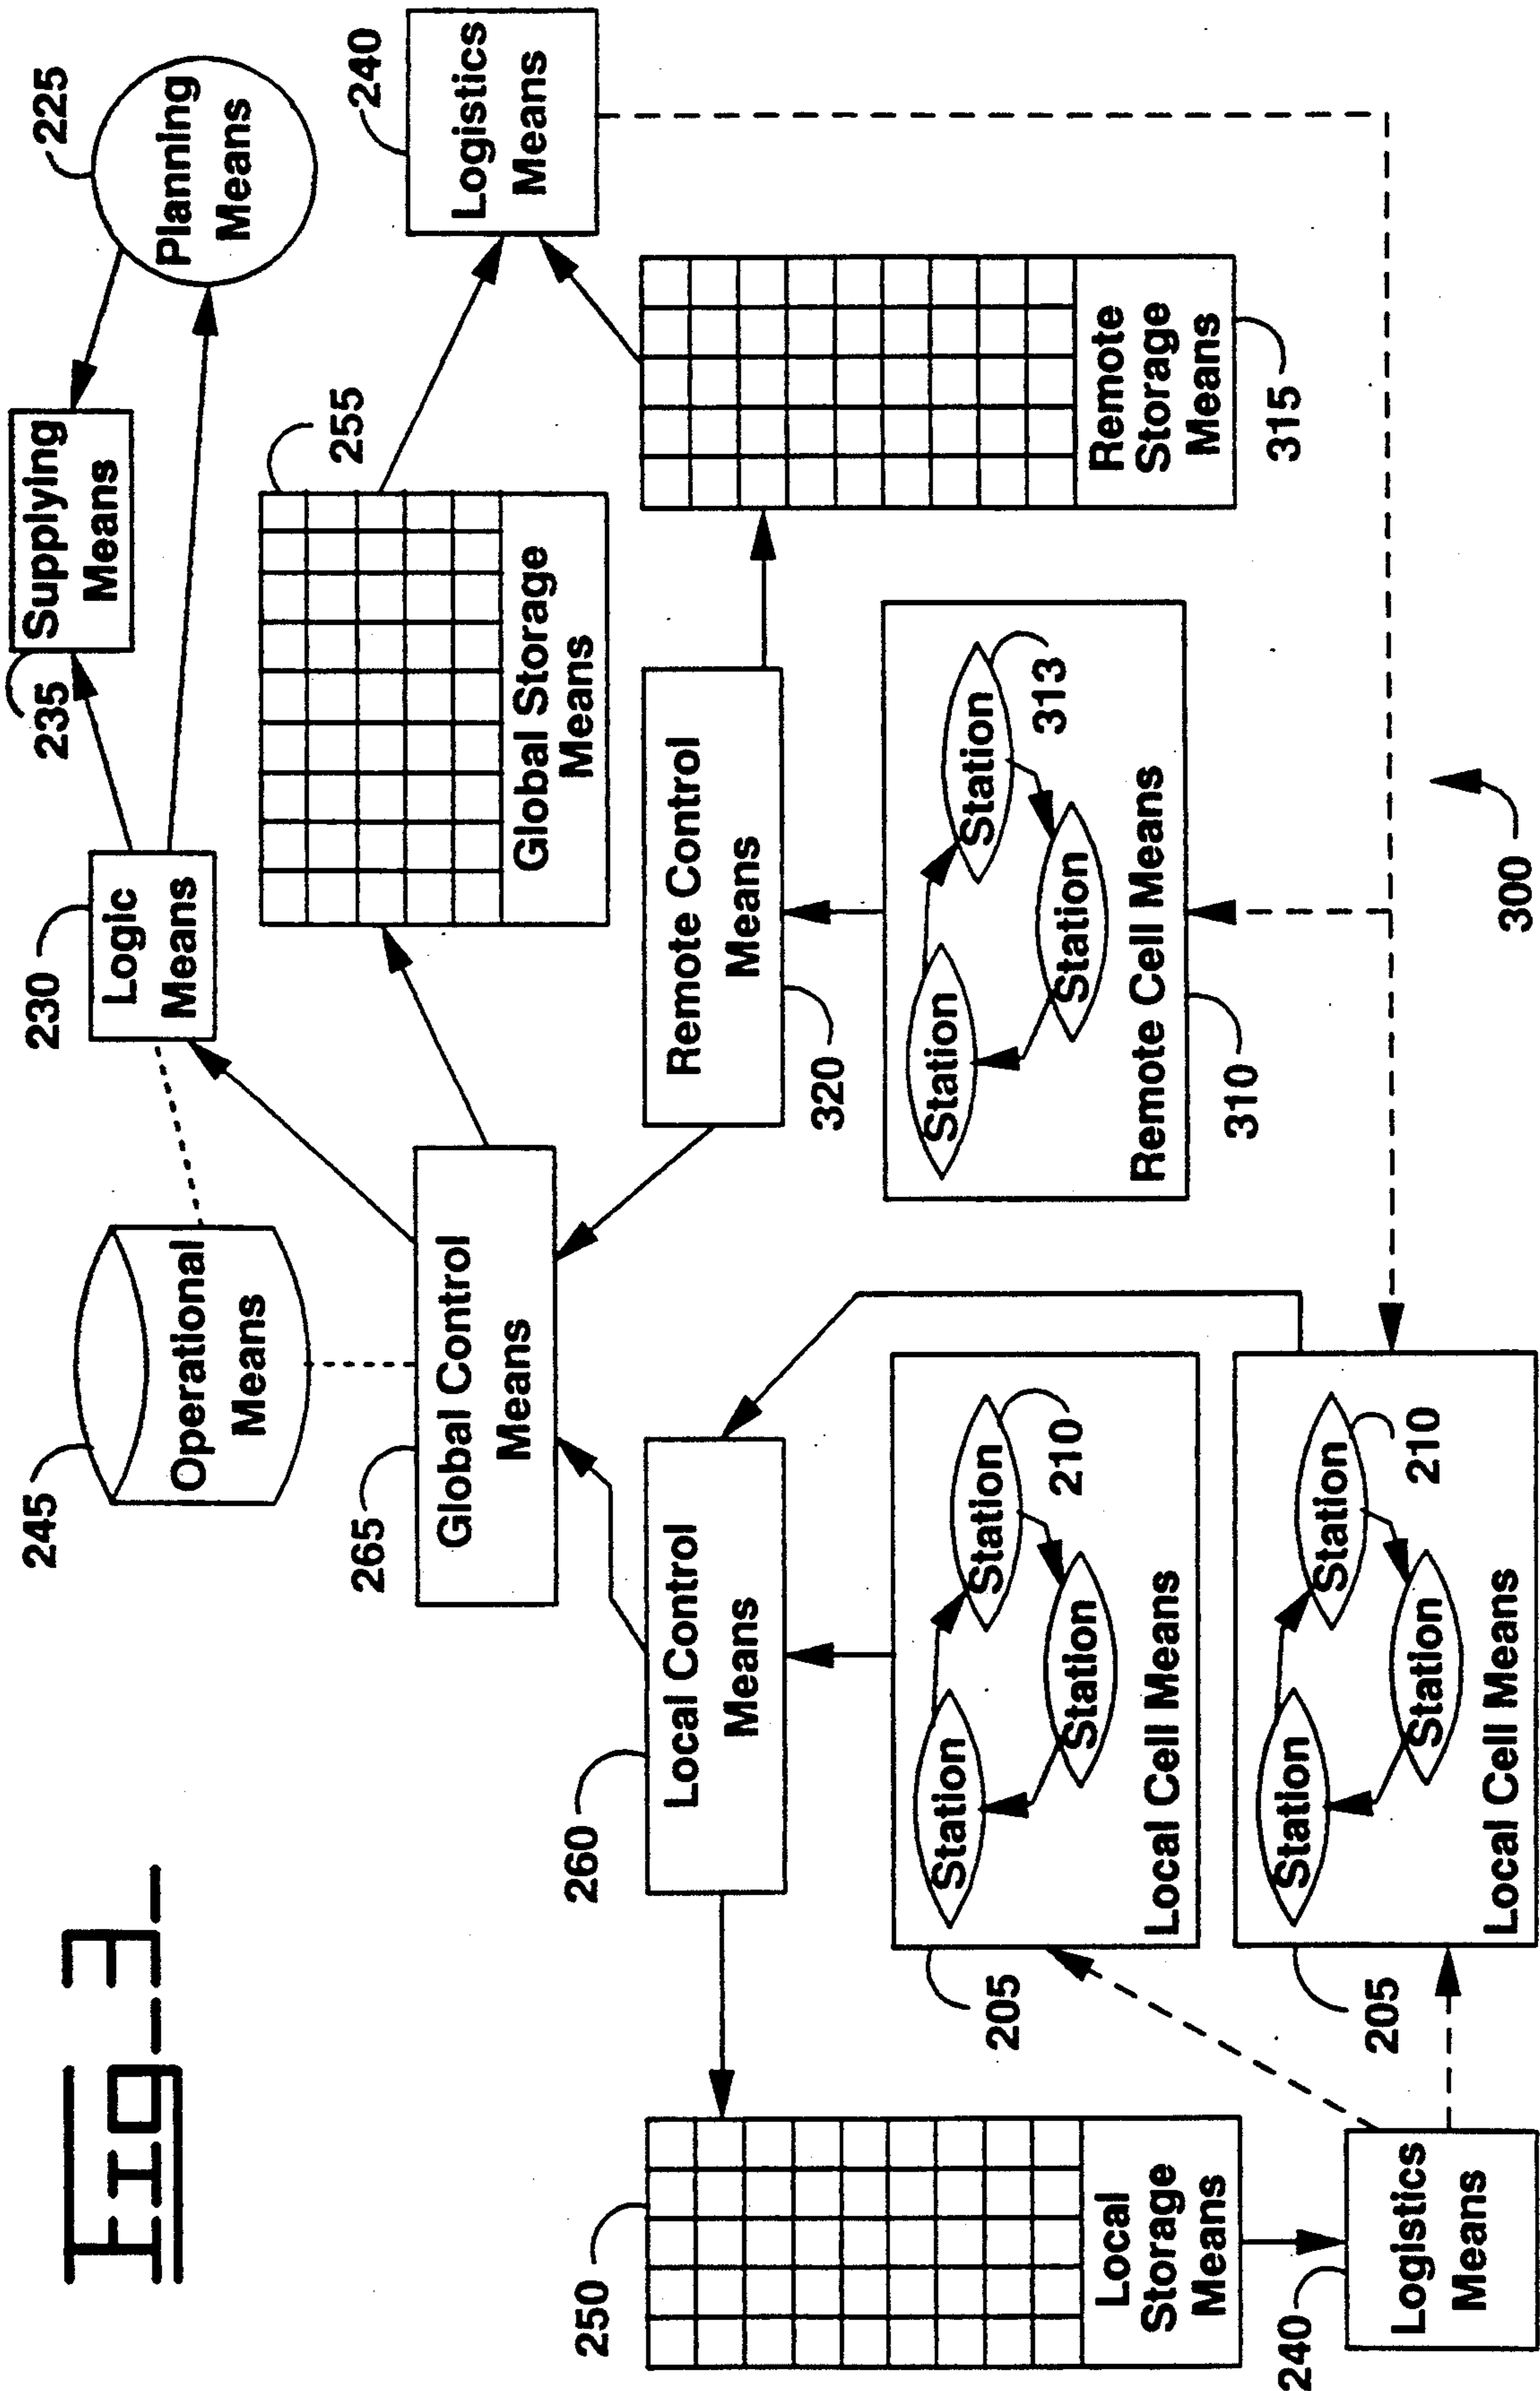 FIG_3_
245
Operational
Means
230
Logic
Means
235
Supplying
Means
225
Planning
Means
265
Global Control
Means
255
Global Storage
Means
240
Logistics
Means
260
Local Control
Means
320
Remote Control
Means
250
Local
Storage
Means
205
Station
Station
Station
210
Local Cell Means
310
Station
Station
Station
313
Remote Cell Means
Remote
Storage
Means
315
240
Logistics
Means
205
Station
Station
Station
210
Local Cell Means
300